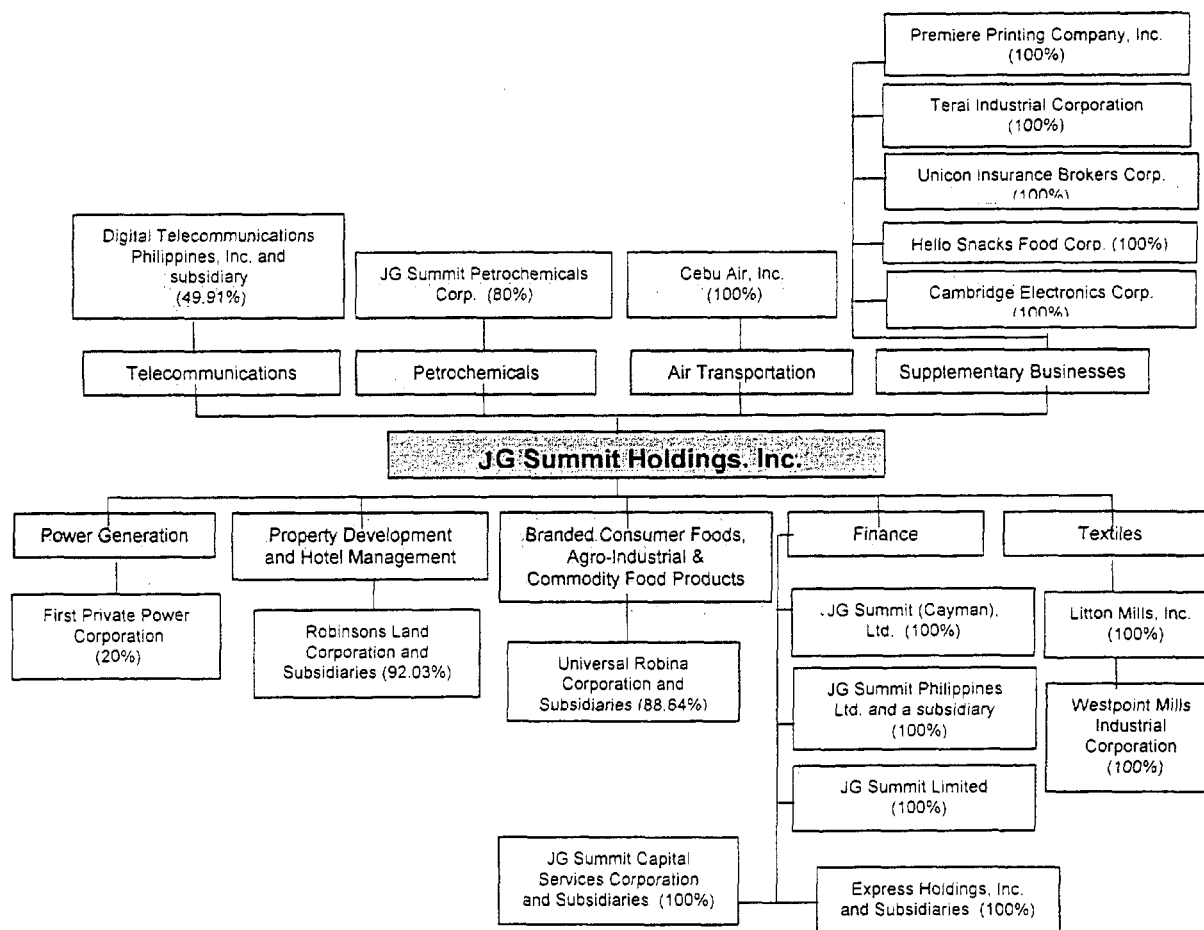 Premiere Printing Company, Inc.
(100%)
Terai Industrial Corporation
(100%)
Unicon Insurance Brokers Corp.
(100%)
Hello Snacks Food Corp. (100%)
Cambridge Electronics Corp.
(100%)
Digital Telecommunications
Philippines, Inc. and
subsidiary
(49.91%)
JG Summit Petrochemicals
Corp. (80%)
Cebu Air, Inc.
(100%)
Telecommunications
Petrochemicals
Air Transportation
Supplementary Businesses
JG Summit Holdings, Inc.
Power Generation
Property Development
and Hotel Management
Branded Consumer Foods,
Agro-Industrial &
Commodity Food Products
Finance
Textiles
First Private Power
Corporation
(20%)
Robinsons Land
Corporation and
Subsidiaries (92.03%)
Universal Robina
Corporation and
Subsidiaries (88.64%)
JG Summit (Cayman),
Ltd. (100%)
JG Summit Philippines
Ltd. and a subsidiary
(100%)
JG Summit Limited
(100%)
Litton Mills, Inc.
(100%)
Westpoint Mills
Industrial
Corporation
(100%)
JG Summit Capital
Services Corporation
and Subsidiaries (100%)
Express Holdings, Inc.
and Subsidiaries (100%)